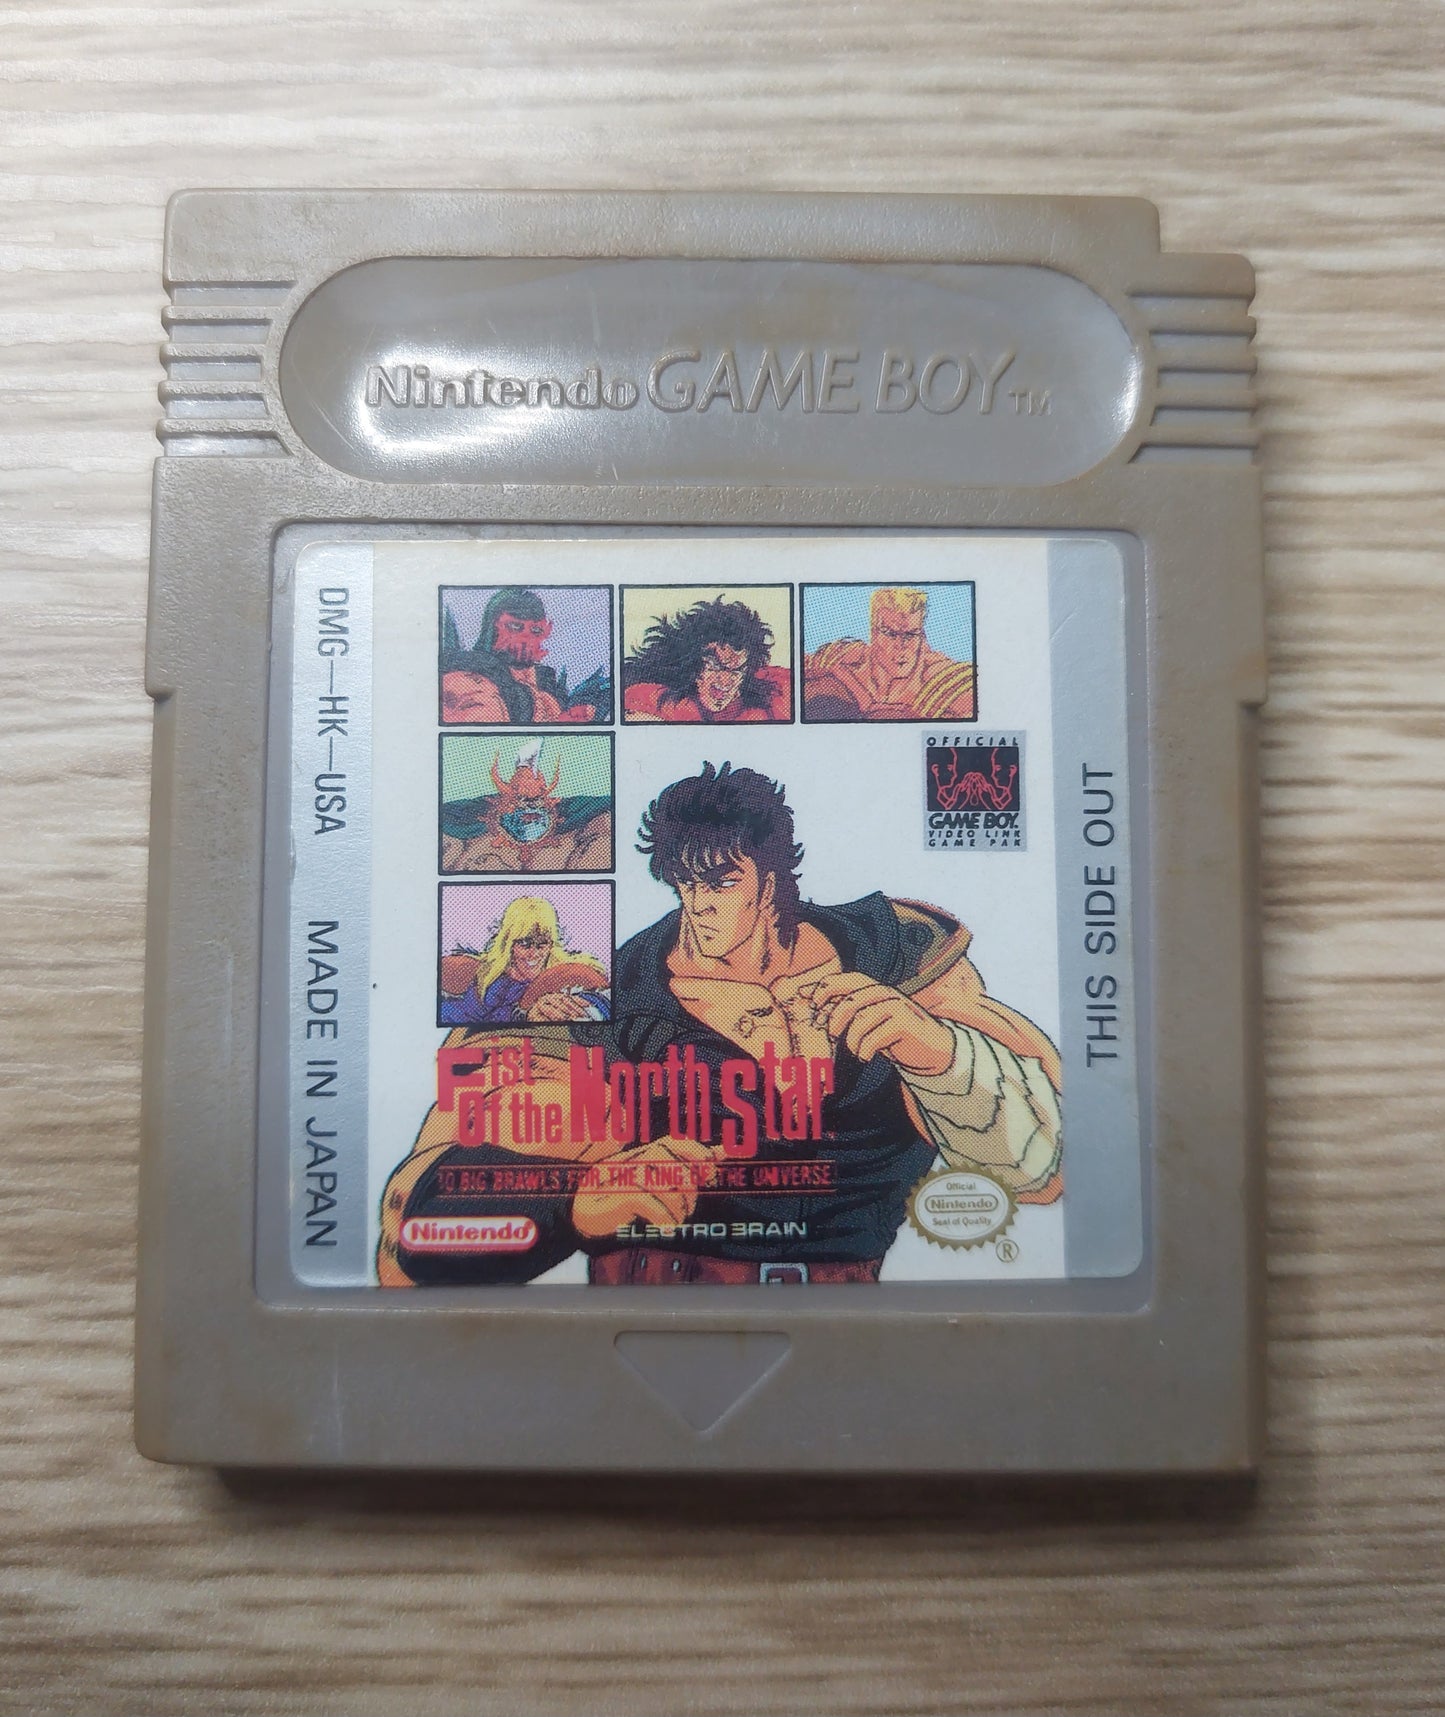 Nintendo GAME BOY TM
DMG-HK-USA MADE IN JAPAN
OFFICIAL
GAME BOY
VIDEO LINK
GAME PAK
THIS SIDE OUT
Fist
of the North Star
10 BIG BRAWLS FOR THE KING OF THE UNIVERSE
Nintendo®
ELECTRO BRAIN
Official
Nintendo
Seal of Quality
®